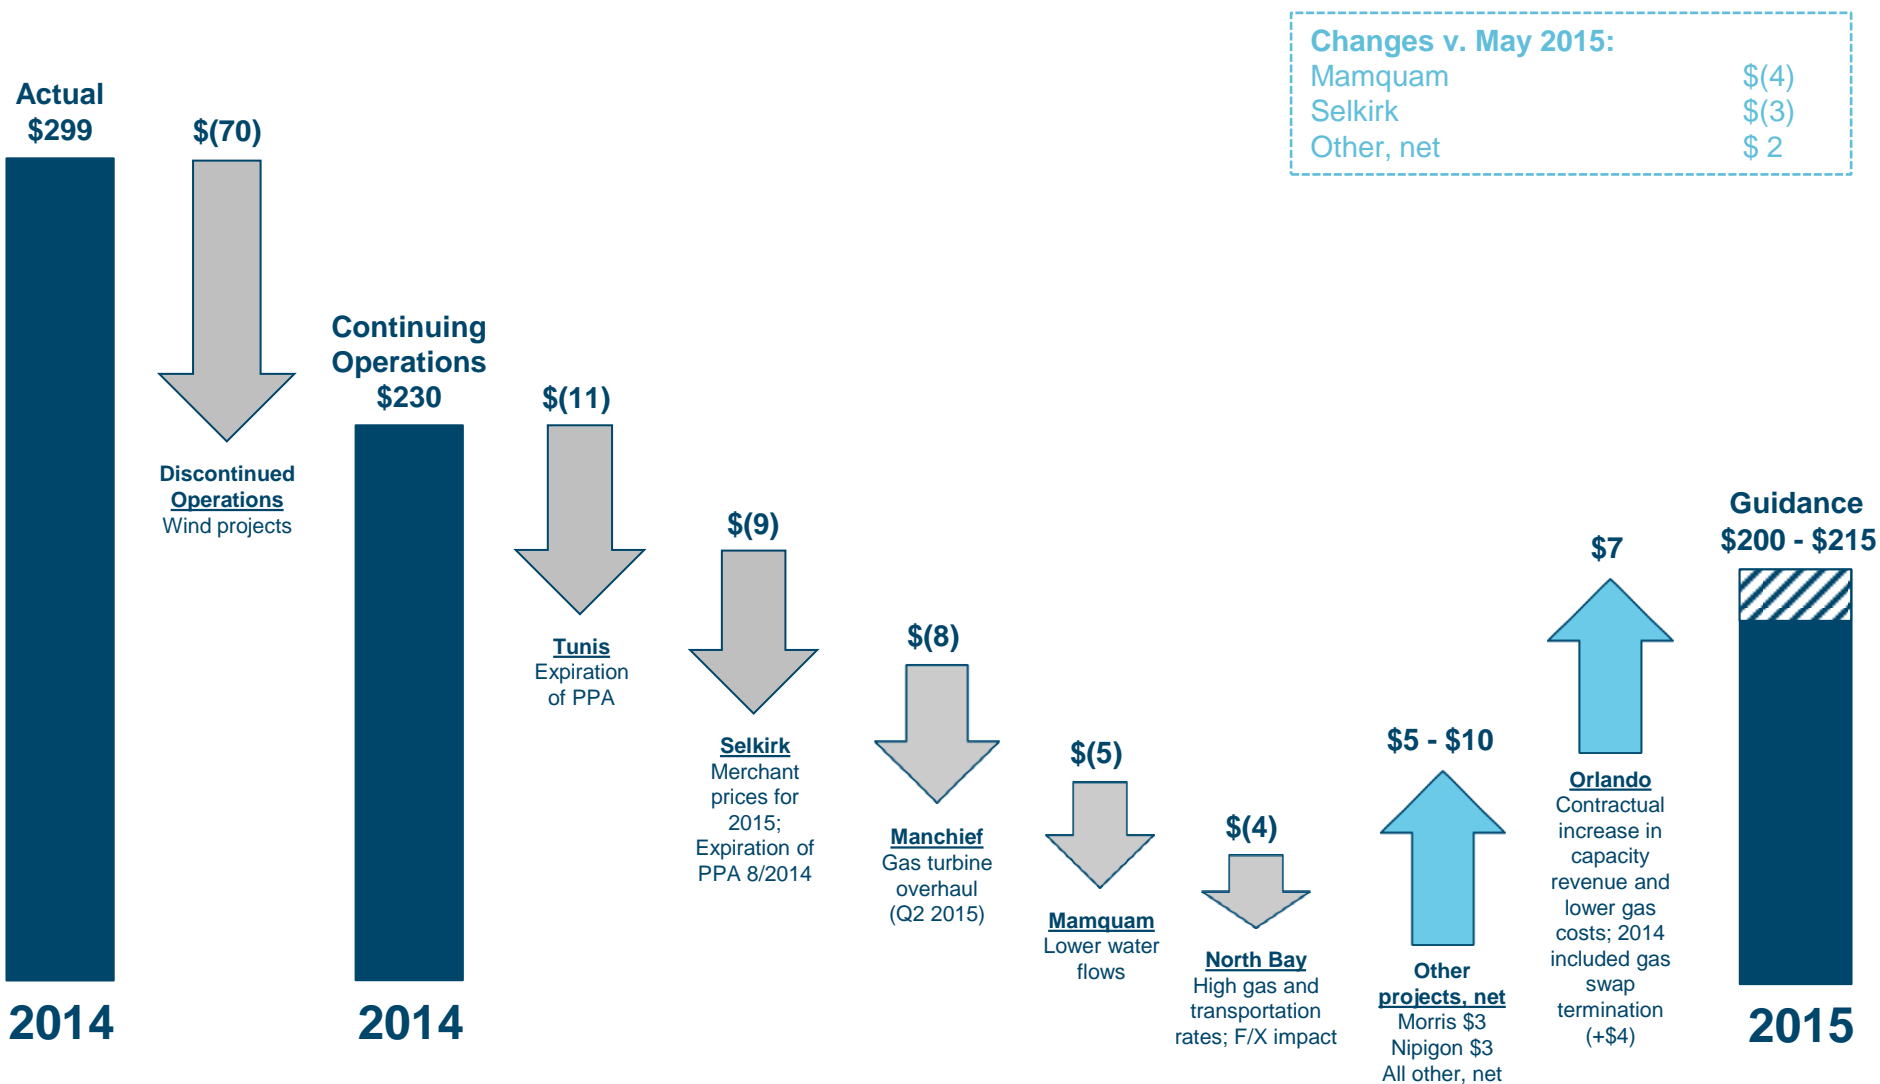 Changes v. May 2015:
Mamquam $(4)
Selkirk $(3)
Other, net $ 2
Actual
$299
$(70)
Discontinued
Operations
Wind projects
Continuing
Operations
$230
$(11)
Tunis
Expiration
of PPA
$(9)
Selkirk
Merchant
prices for
2015;
Expiration of
PPA 8/2014
$(8)
Manchief
Gas turbine
overhaul
(Q2 2015)
$(5)
Mamquam
Lower water
flows
$(4)
North Bay
High gas and
transportation
rates; F/X impact
$5 - $10
Other
projects, net
Morris $3
Nipigon $3
All other, net
$7
Orlando
Contractual
increase in
capacity
revenue and
lower gas
costs; 2014
included gas
swap
termination
(+$4)
Guidance
$200 - $215
2014
2014
2015